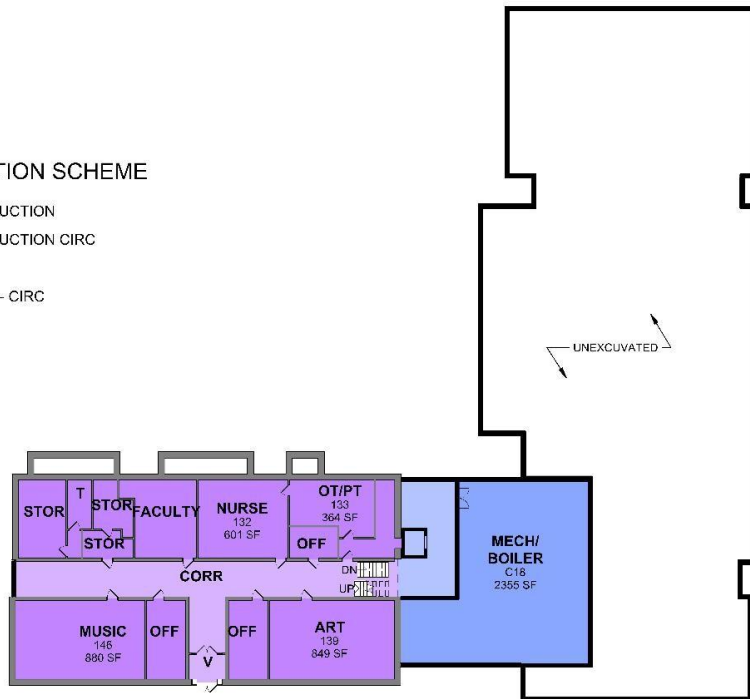 TION SCHEME
UCTION
UCTION CIRC
- CIRC
UNEXCUVATED
STOR
T
STOR
STOR
FACULTY
NURSE
132
601 SF
OT/PT
133
364 SF
OFF
MECH/
BOILER
C18
2355 SF
CORR
DN
UP
MUSIC
146
880 SF
OFF
V
OFF
ART
139
849 SF